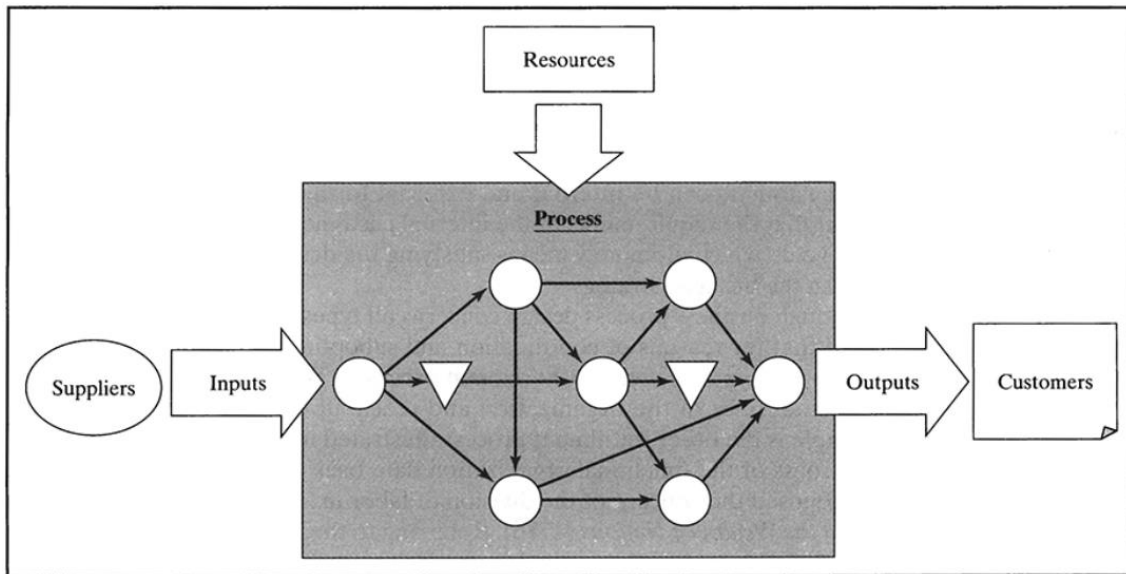 Resources
Process
Suppliers
Inputs
Outputs
Customers